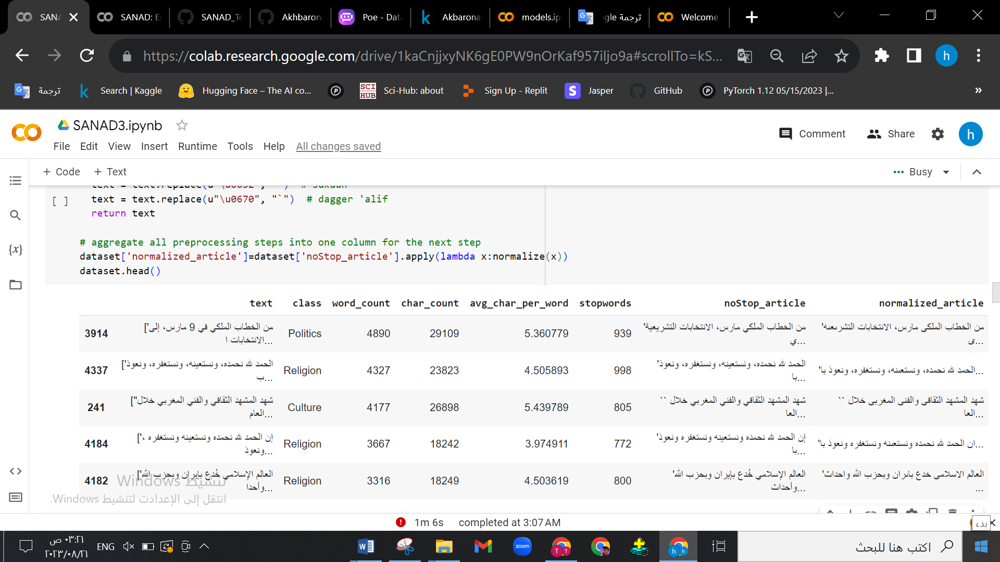 SANA
SANAD: E
SANAD_Te
Akhbarona
Poe - Data
Akbarona
models.ip
ترجمة gle
Welcome
https://colab.research.google.com/drive/1kaCnjjxyNK6gE0PW9nOrKaf957iljo9a#scrollTo=kS...
h
ترجمة
Search | Kaggle
Hugging Face – The AI co...
SCI HUB
Sci-Hub: about
Sign Up - Replit
S
Jasper
GitHub
PyTorch 1.12 05/15/2023 |...
»
SANAD3.ipynb
Comment
Share
h
File Edit View Insert Runtime Tools Help All changes saved
+ Code + Text
Busy
[ ]
text = text.replace(u"\u0670", "`")  # dagger 'alif
return text
# aggregate all preprocessing steps into one column for the next step
dataset['normalized_article']=dataset['noStop_article'].apply(lambda x:normalize(x))
dataset.head()
{x}
text class word_count char_count avg_char_per_word stopwords noStop_article normalized_article
3914 ['من الخطاب الملكي في 9 مارس، إلى الانتخابات ا... Politics 4890 29109 5.360779 939 'من الخطاب الملكي مارس، الانتخابات التشريعية ي... 'من الخطاب الملكى مارس، الانتخابات التشرىعىه ى...
4337 ['الحمد لله نحمده، ونستعينه، ونستغفره، ونعوذ ب... Religion 4327 23823 4.505893 998 'الحمد لله نحمده، ونستعينه، ونستغفره، ونعوذ با... 'الحمد لله نحمده، ونستعىنه، ونستغفره، ونعوذ با...
241 ["شهد المشهد الثقافي والفني المغربي خلال العام... Culture 4177 26898 5.439789 805 `` شهد المشهد الثقافي والفني المغربي خلال العا... `` شهد المشهد الثقافى والفنى المغربى خلال العا...
4184 ['، إن الحمد لله نحمده ونستعينه ونستغفره ونعوذ... Religion 3667 18242 3.974911 772 'إن الحمد لله نحمده ونستعينه ونستغفره ونعوذ با... 'ان الحمد لله نحمده ونستعىنه ونستغفره ونعوذ با...
4182 ['العالم الإسلامي خُدع بإيران وبحزب الله وأحدا... Religion 3316 18249 4.503619 800 'العالم الإسلامي خُدع بإيران وبحزب الله وأحداث... 'العالم الاسلامى خدع باىران وبحزب الله واحداث ...
تنشيط Windows
انتقل إلى الإعدادت لتنشيط Windows.
1m 6s completed at 3:07 AM
بدء
٠٣:٢١ ص
٢٠٢٣/٠٨/٢١
ENG
W
zoom
T T
h h
اكتب هنا للبحث